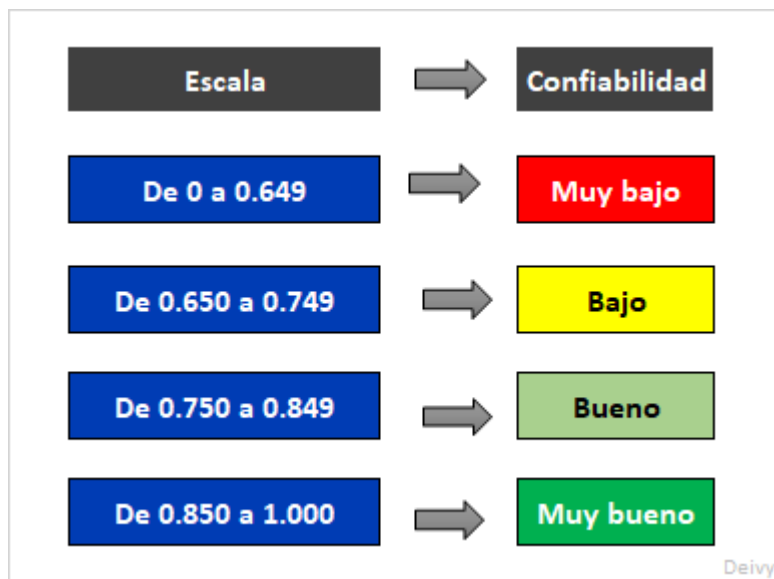 Escala
Confiabilidad
De 0 a 0.649
Muy bajo
De 0.650 a 0.749
Bajo
De 0.750 a 0.849
Bueno
De 0.850 a 1.000
Muy bueno
Deivy